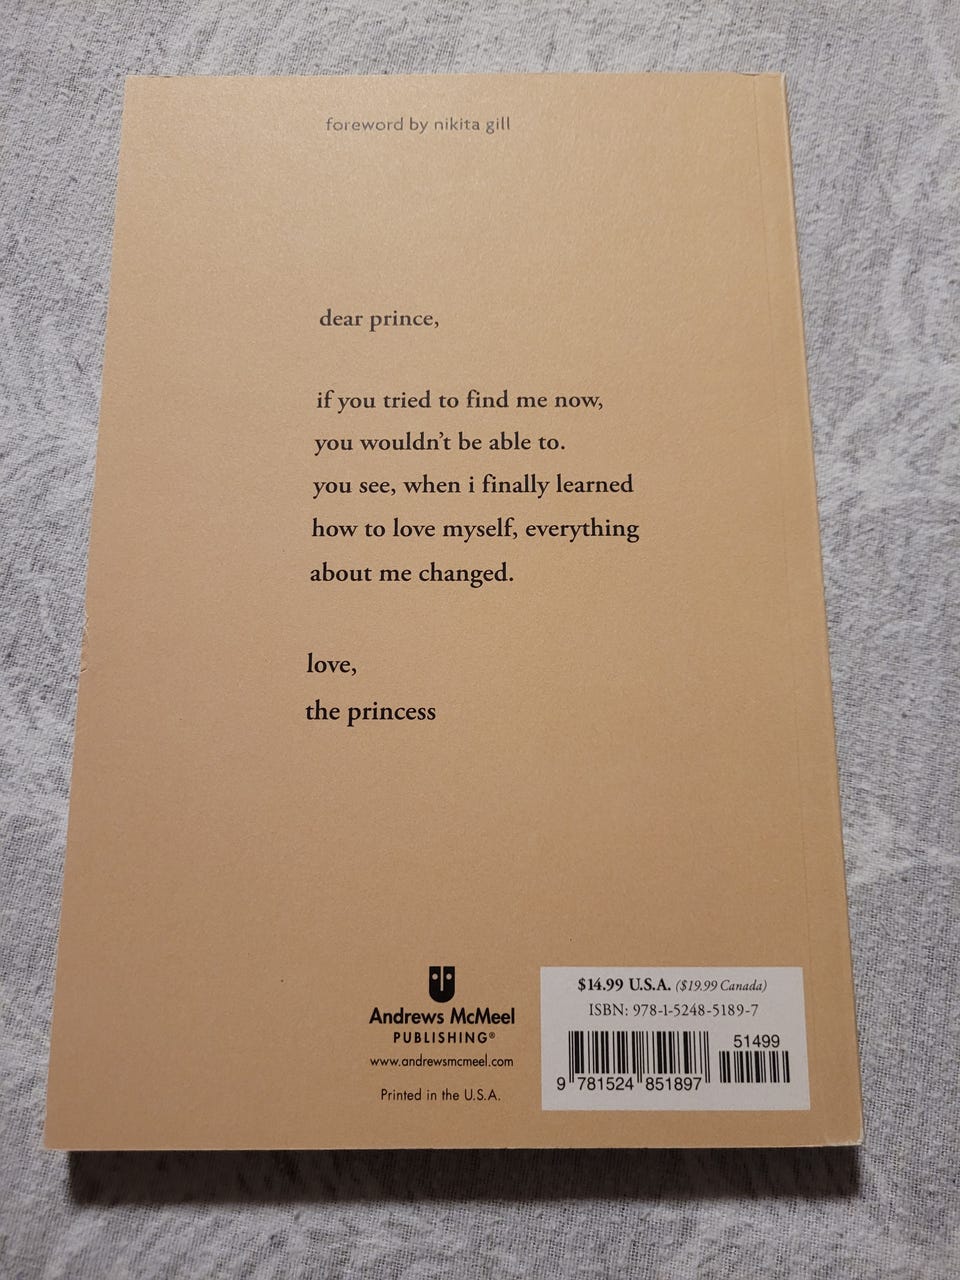 foreword by nikita gill
dear prince,
if you tried to find me now,
you wouldn't be able to.
you see, when i finally learned
how to love myself, everything
about me changed.
love,
the princess
Andrews McMeel
PUBLISHING®
www.andrewsmcmeel.com
Printed in the U.S.A.
$14.99 U.S.A. ($19.99 Canada)
ISBN: 978-1-5248-5189-7
51499
9 781524 851897